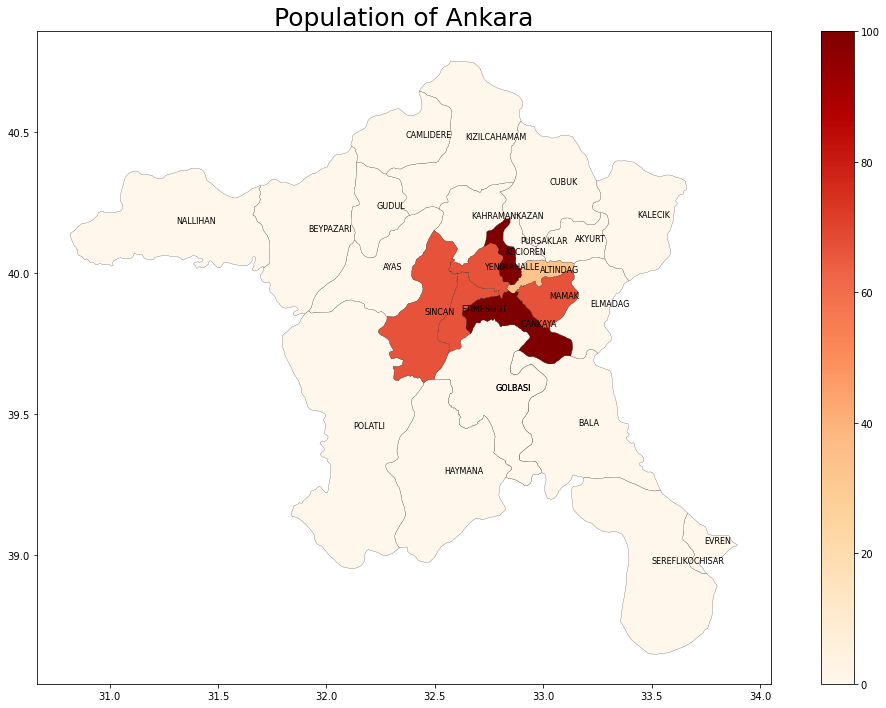 Population of Ankara
100
80
60
40
20
0
40.5
40.0
39.5
39.0
31.0
31.5
32.0
32.5
33.0
33.5
34.0
CAMLIDERE
KIZILCAHAMAM
CUBUK
GUDUL
KALECIK
NALLIHAN
KAHRAMANKAZAN
BEYPAZARI
PURSAKLAR
AKYURT
KECIOREN
AYAS
YENIMAHALLE
ALTINDAG
MAMAK
ELMADAG
SINCAN
ETIMESGUT
CANKAYA
GOLBASI
POLATLI
BALA
HAYMANA
EVREN
SEREFLIKOCHISAR